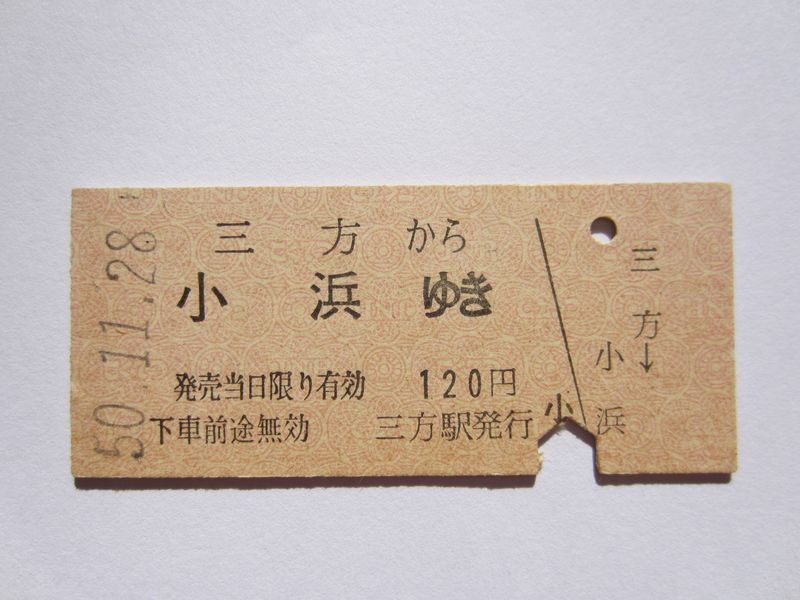 50.11.28
三方から
小浜ゆき
発売当日限り有効 120円
下車前途無効 三方駅発行
小
三方→
小浜